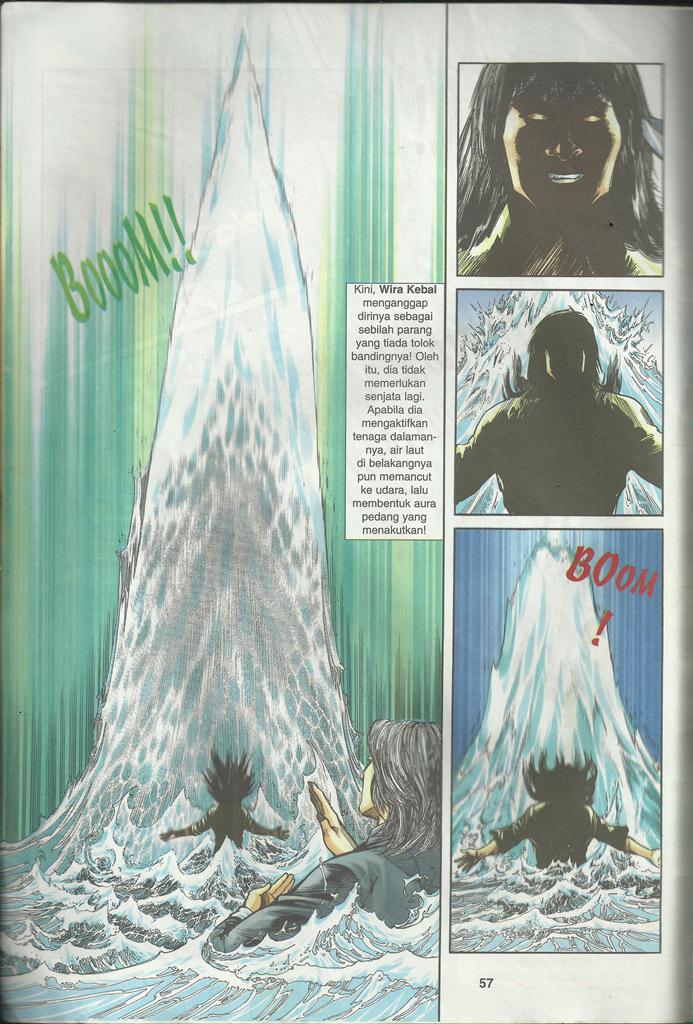 BOOOM!!
Kini, Wira Kebal
menganggap
dirinya sebagai
sebilah parang
yang tiada tolok
bandingnya! Oleh
itu, dia tidak
memerlukan
senjata lagi.
Apabila dia
mengaktifkan
tenaga dalaman-
nya, air laut
di belakangnya
pun memancut
ke udara, lalu
membentuk aura
pedang yang
menakutkan!
BOOM
!
57